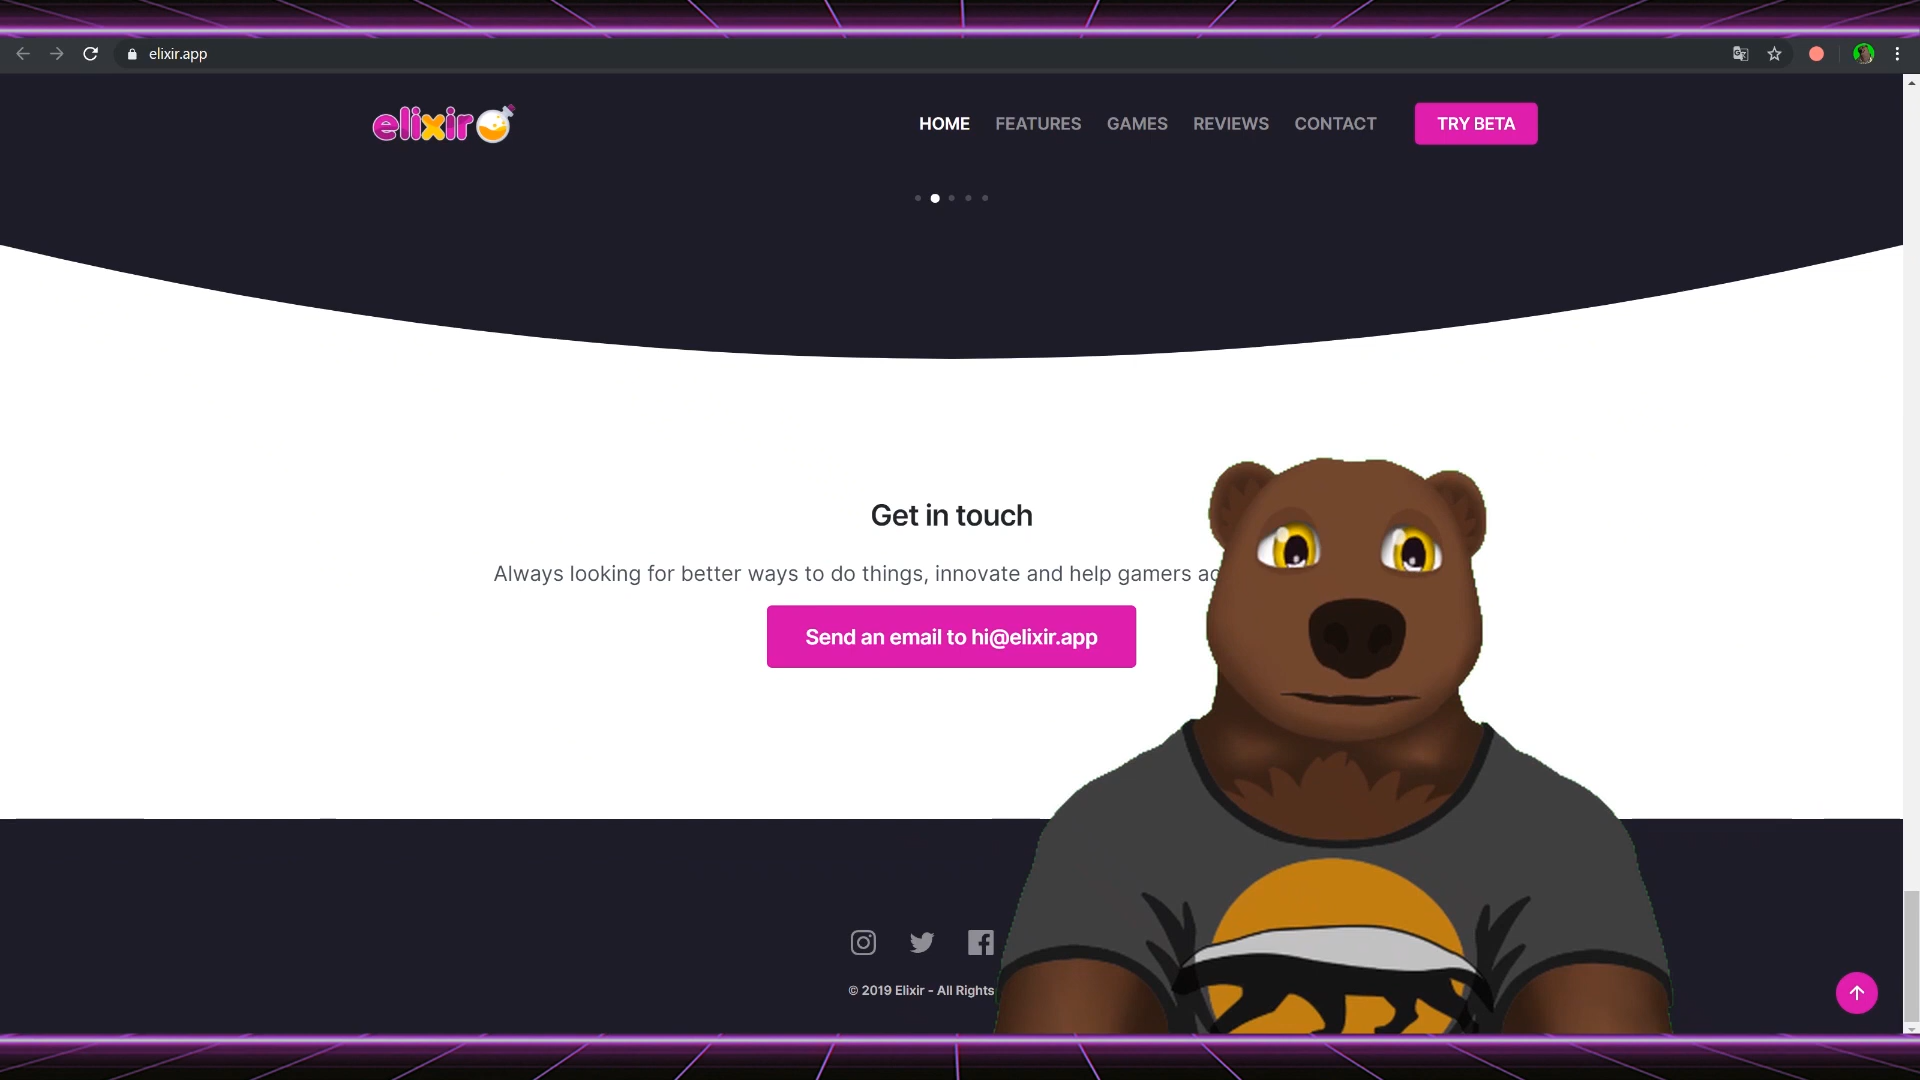 elixir.app
elixir
HOME FEATURES GAMES REVIEWS CONTACT TRY BETA
Get in touch
Always looking for better ways to do things, innovate and help gamers
Send an email to hi@elixir.app
© 2019 Elixir - All Rights